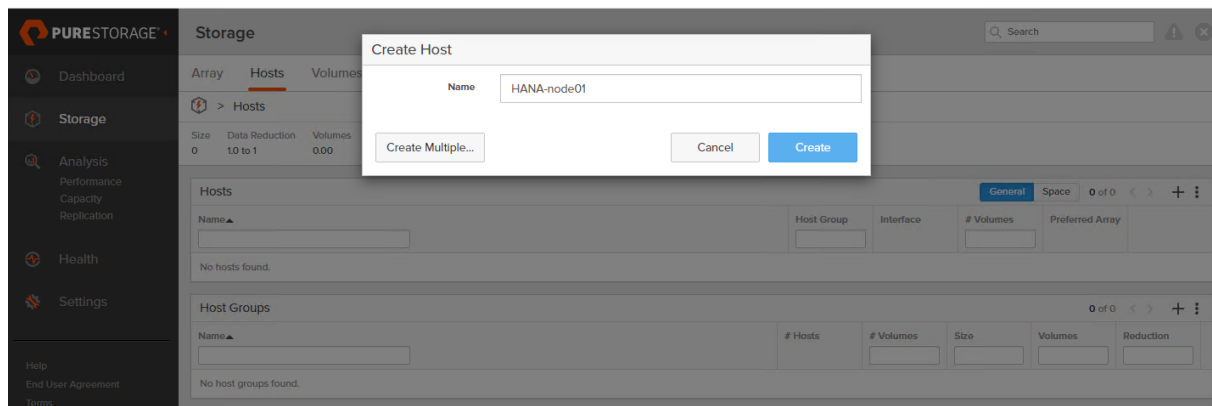 PURESTORAGE®
Storage
Search
Create Host
Name
HANA-node01
Create Multiple...
Cancel
Create
Dashboard
Storage
Analysis
Performance
Capacity
Replication
Health
Settings
Help
End User Agreement
Terms
Array Hosts Volumes
> Hosts
Size Data Reduction Volumes
0 1.0 to 1 0.00
Hosts
General Space 0 of 0
Name Host Group Interface # Volumes Preferred Array
No hosts found.
Host Groups
0 of 0
Name # Hosts # Volumes Size Volumes Reduction
No host groups found.